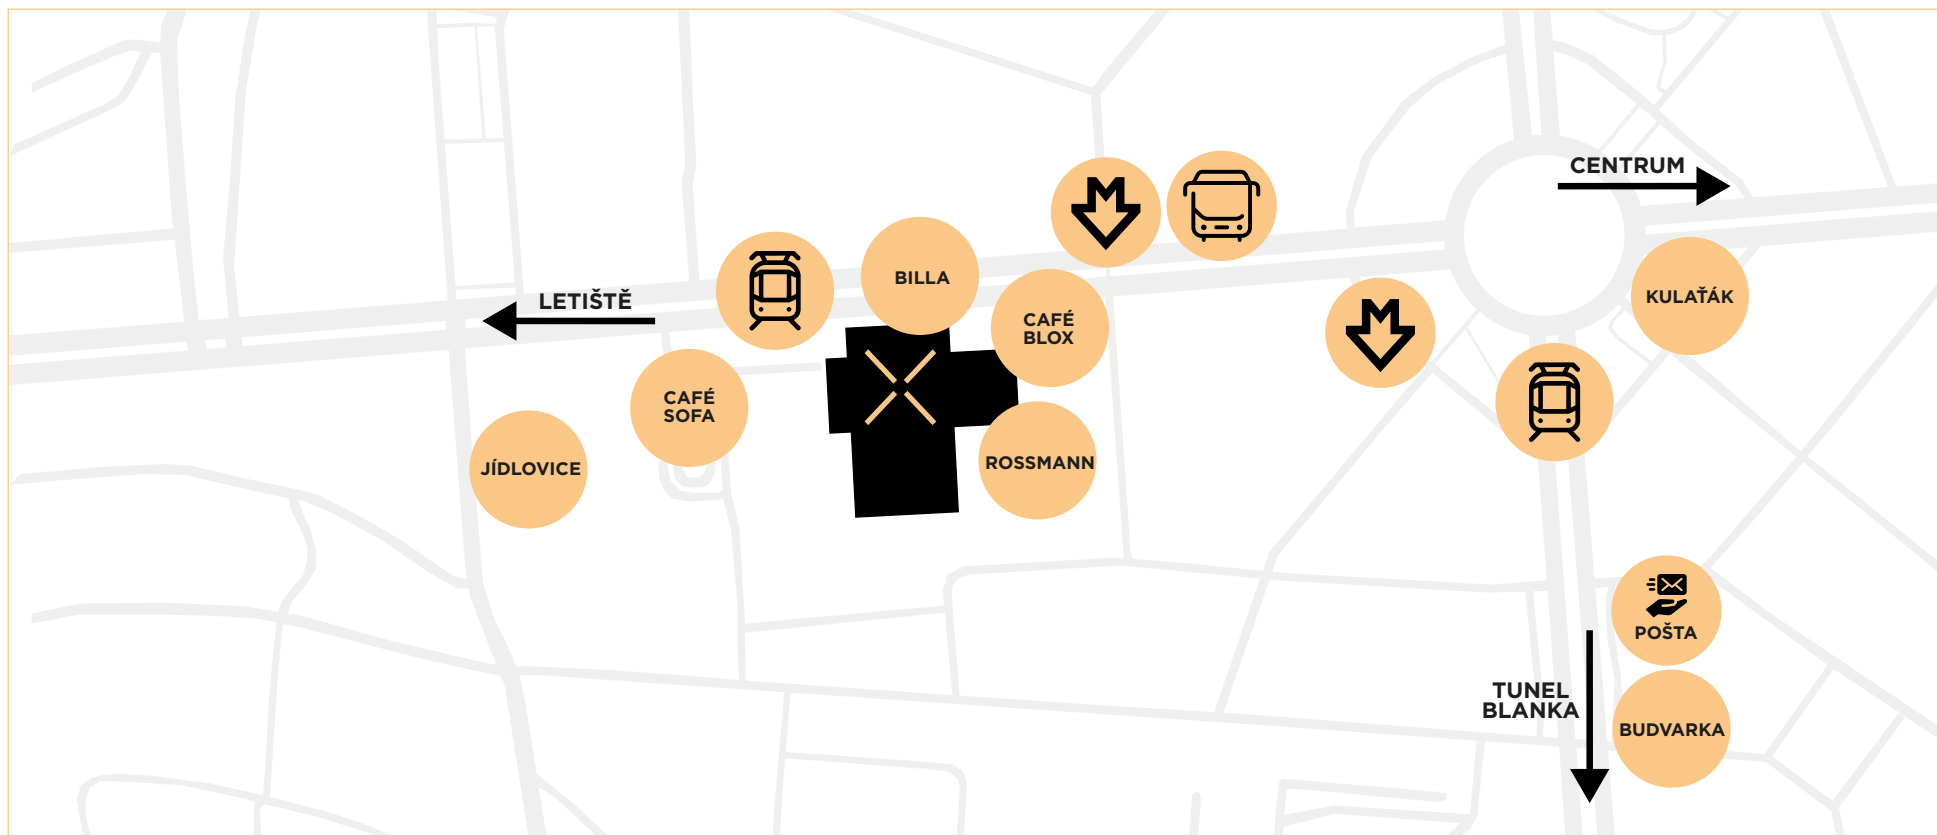 CENTRUM
BILLA
LETIŠTĚ
KULAŤÁK
CAFÉ
BLOX
CAFÉ
SOFA
JÍDLOVICE
ROSSMANN
POŠTA
TUNEL
BLANKA
BUDVARKA